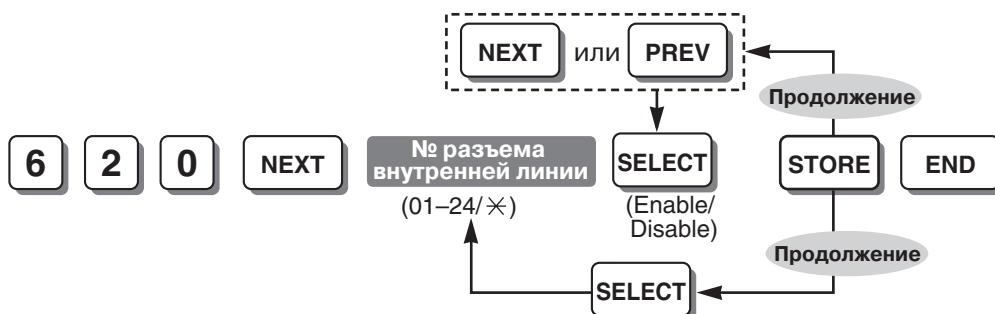 NEXT или PREV
Продолжение
6 2 0 NEXT № разъема внутренней линии SELECT STORE END
(01–24/✳)
(Enable/
Disable)
Продолжение
SELECT